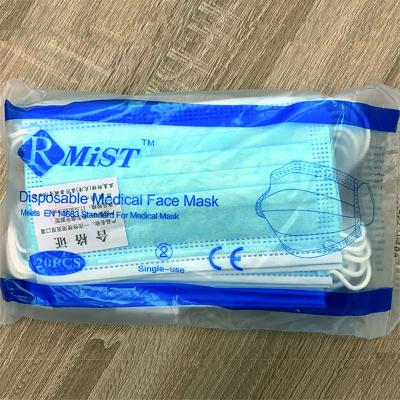 RMiST™
Disposable Medical Face Mask
Meets EN 14683 Standard For Medical Mask
合格证
20PCS
2
Single-use
CE